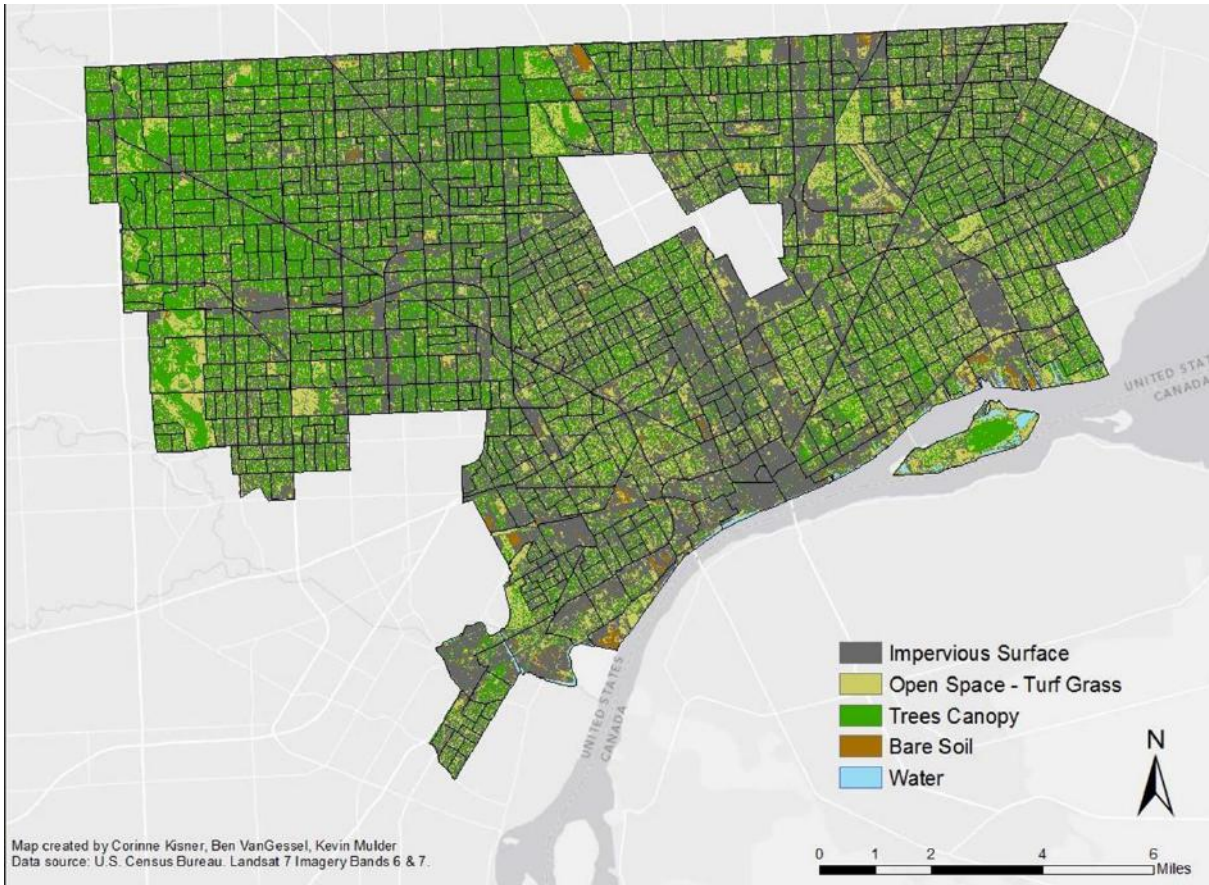 UNITED STATES
CANADA
UNITED STATES
CANADA
Impervious Surface
Open Space - Turf Grass
Trees Canopy
Bare Soil
Water
N
Map created by Corinne Kisner, Ben VanGessel, Kevin Mulder
Data source: U.S. Census Bureau. Landsat 7 Imagery Bands 6 & 7.
0 1 2 4 6
Miles